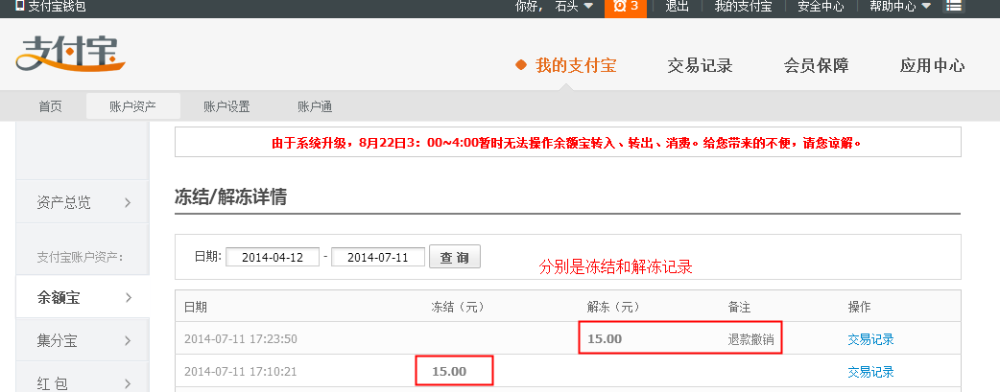 支付宝钱包 你好， 石头 3 退出 我的支付宝 安全中心 帮助中心
支付宝 我的支付宝 交易记录 会员保障 应用中心
首页 账户资产 账户设置 账户通
由于系统升级，8月22日3：00~4:00暂时无法操作余额宝转入、转出、消费。给您带来的不便，请您谅解。
冻结/解冻详情
资产总览
日期: 2014-04-12 - 2014-07-11 查 询
支付宝账户资产：
分别是冻结和解冻记录
余额宝
日期 冻结（元） 解冻（元） 备注 操作
集分宝
2014-07-11 17:23:50 15.00 退款撤销 交易记录
2014-07-11 17:10:21 15.00 交易记录
红 包